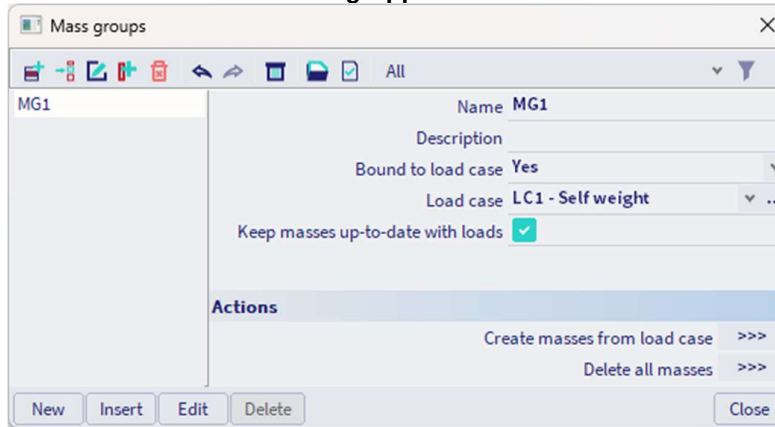 Mass groups
All
MG1
Name MG1
Description
Bound to load case Yes
Load case LC1 - Self weight ..
Keep masses up-to-date with loads
Actions
Create masses from load case >>>
Delete all masses >>>
New Insert Edit Delete Close